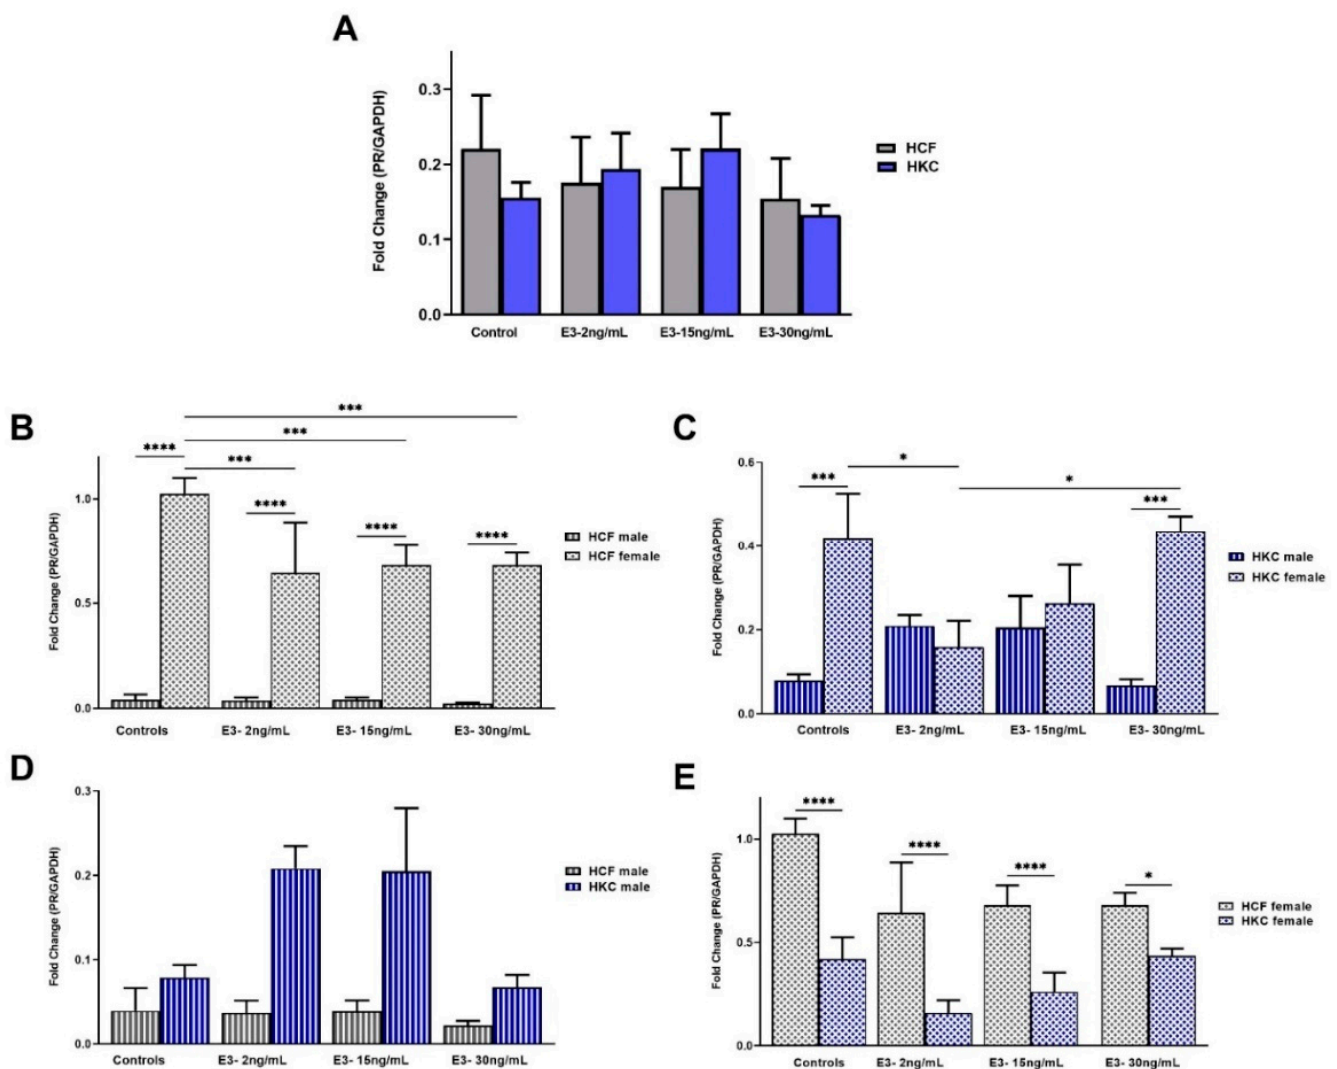 A
Fold Change (PR/GAPDH)
0.3
0.2
0.1
0.0
Control
E3-2ng/mL
E3-15ng/mL
E3-30ng/mL
HCF
HKC
B
Fold Change (PR/GAPDH)
1.0
0.5
0.0
***
***
****
***
****
****
****
Controls
E3- 2ng/mL
E3- 15ng/mL
E3- 30ng/mL
HCF male
HCF female
C
Fold Change (PR/GAPDH)
0.6
0.4
0.2
0.0
*
***
*
***
Controls
E3- 2ng/mL
E3- 15ng/mL
E3- 30ng/mL
HKC male
HKC female
D
Fold Change (PR/GAPDH)
0.3
0.2
0.1
0.0
Controls
E3- 2ng/mL
E3- 15ng/mL
E3- 30ng/mL
HCF male
HKC male
E
Fold Change (PR/GAPDH)
1.0
0.5
0.0
****
****
****
*
Controls
E3- 2ng/mL
E3- 15ng/mL
E3- 30ng/mL
HCF female
HKC female